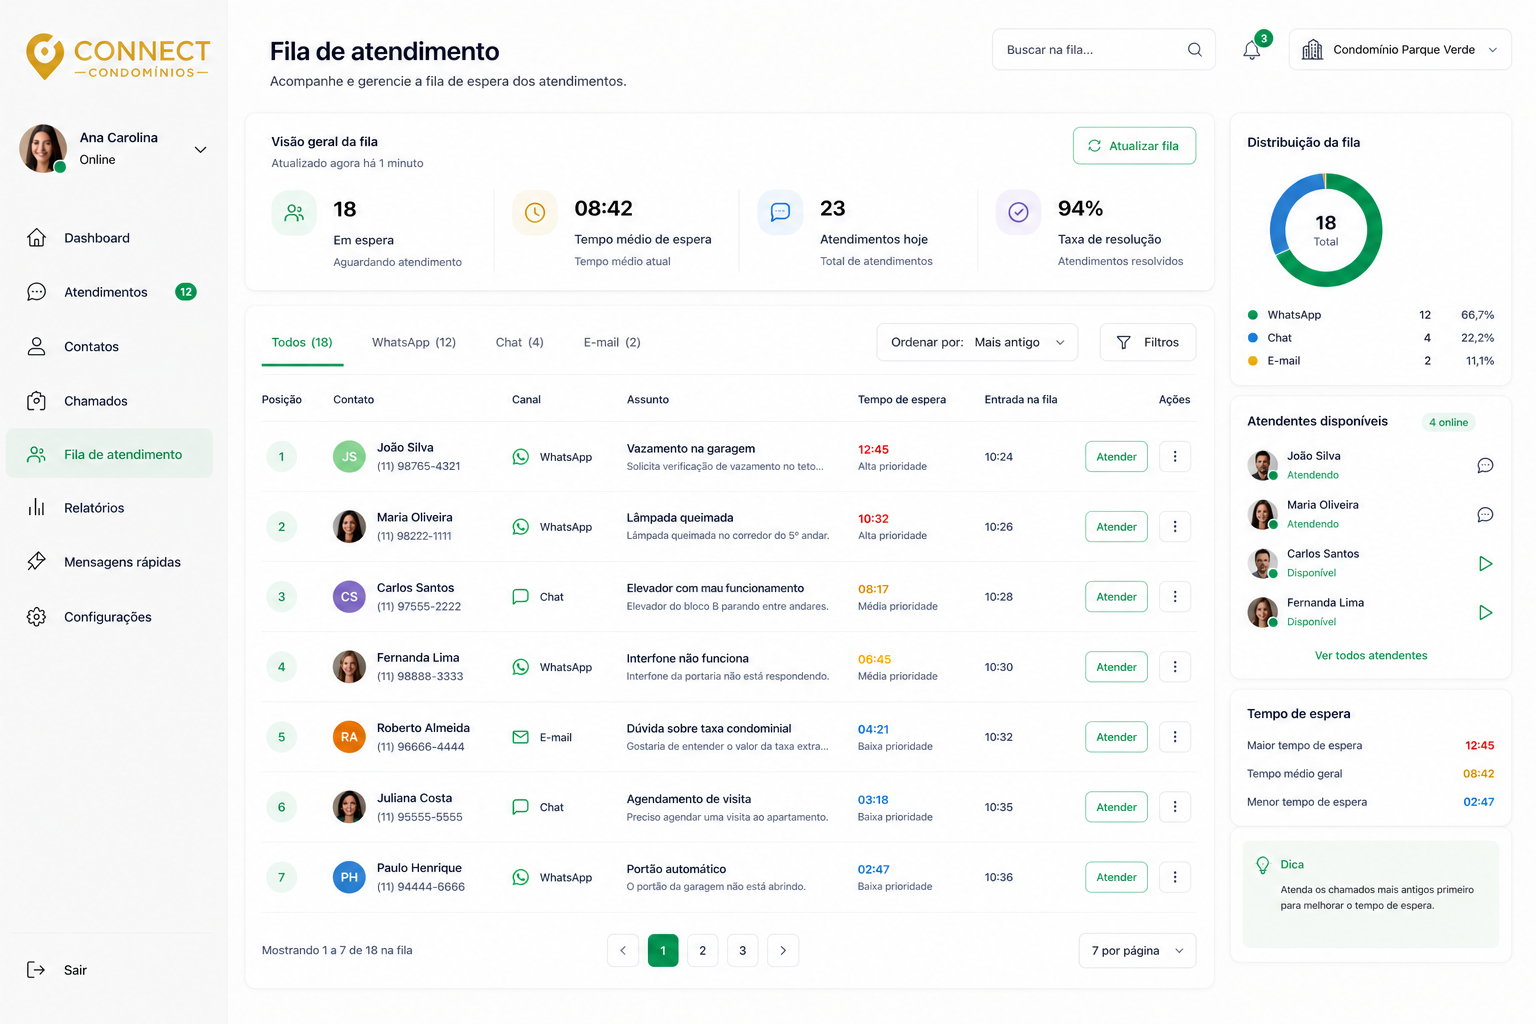 CONNECT
CONDOMÍNIOS
Ana Carolina
Online
Dashboard
Atendimentos 12
Contatos
Chamados
Fila de atendimento
Relatórios
Mensagens rápidas
Configurações
Sair
Fila de atendimento
Acompanhe e gerencie a fila de espera dos atendimentos.
Buscar na fila...
3
Condomínio Parque Verde
Visão geral da fila
Atualizado agora há 1 minuto
Atualizar fila
18
Em espera
Aguardando atendimento
08:42
Tempo médio de espera
Tempo médio atual
23
Atendimentos hoje
Total de atendimentos
94%
Taxa de resolução
Atendimentos resolvidos
Todos (18) WhatsApp (12) Chat (4) E-mail (2)
Ordenar por: Mais antigo
Filtros
Posição Contato Canal Assunto Tempo de espera Entrada na fila Ações
1 JS João Silva
(11) 98765-4321
WhatsApp
Vazamento na garagem
Solicita verificação de vazamento no teto...
12:45
Alta prioridade
10:24
Atender
2 Maria Oliveira
(11) 98222-1111
WhatsApp
Lâmpada queimada
Lâmpada queimada no corredor do 5º andar.
10:32
Alta prioridade
10:26
Atender
3 CS Carlos Santos
(11) 97555-2222
Chat
Elevador com mau funcionamento
Elevador do bloco B parando entre andares.
08:17
Média prioridade
10:28
Atender
4 Fernanda Lima
(11) 98888-3333
WhatsApp
Interfone não funciona
Interfone da portaria não está respondendo.
06:45
Média prioridade
10:30
Atender
5 RA Roberto Almeida
(11) 96666-4444
E-mail
Dúvida sobre taxa condominial
Gostaria de entender o valor da taxa extra...
04:21
Baixa prioridade
10:32
Atender
6 Juliana Costa
(11) 95555-5555
Chat
Agendamento de visita
Preciso agendar uma visita ao apartamento.
03:18
Baixa prioridade
10:35
Atender
7 PH Paulo Henrique
(11) 94444-6666
WhatsApp
Portão automático
O portão da garagem não está abrindo.
02:47
Baixa prioridade
10:36
Atender
Mostrando 1 a 7 de 18 na fila
1 2 3
7 por página
Distribuição da fila
18
Total
WhatsApp 12 66,7%
Chat 4 22,2%
E-mail 2 11,1%
Atendentes disponíveis 4 online
João Silva
Atendendo
Maria Oliveira
Atendendo
Carlos Santos
Disponível
Fernanda Lima
Disponível
Ver todos atendentes
Tempo de espera
Maior tempo de espera 12:45
Tempo médio geral 08:42
Menor tempo de espera 02:47
Dica
Atenda os chamados mais antigos primeiro
para melhorar o tempo de espera.